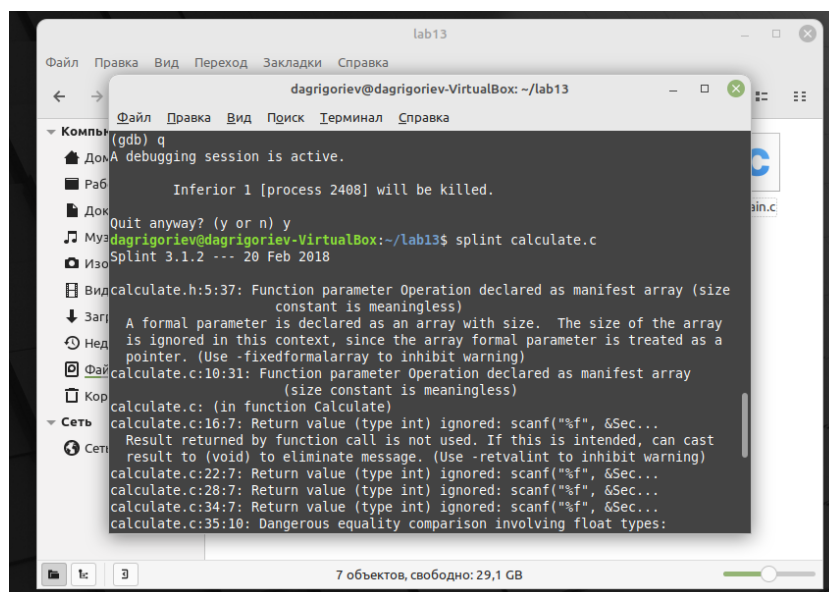 lab13
Файл Правка Вид Переход Закладки Справка
dagrigoriev@dagrigoriev-VirtualBox: ~/lab13
Файл Правка Вид Поиск Терминал Справка
Компь
До
Раб
Док
Муз
Изо
Вид
Загр
Нед
Фай
Кор
Сеть
Сеть
ain.c
(gdb) q
A debugging session is active.
Inferior 1 [process 2408] will be killed.
Quit anyway? (y or n) y
dagrigoriev@dagrigoriev-VirtualBox:~/lab13$ splint calculate.c
Splint 3.1.2 --- 20 Feb 2018
calculate.h:5:37: Function parameter Operation declared as manifest array (size
constant is meaningless)
A formal parameter is declared as an array with size.  The size of the array
is ignored in this context, since the array formal parameter is treated as a
pointer. (Use -fixedformalarray to inhibit warning)
calculate.c:10:31: Function parameter Operation declared as manifest array
(size constant is meaningless)
calculate.c: (in function Calculate)
calculate.c:16:7: Return value (type int) ignored: scanf("%f", &Sec...
Result returned by function call is not used. If this is intended, can cast
result to (void) to eliminate message. (Use -retvalint to inhibit warning)
calculate.c:22:7: Return value (type int) ignored: scanf("%f", &Sec...
calculate.c:28:7: Return value (type int) ignored: scanf("%f", &Sec...
calculate.c:34:7: Return value (type int) ignored: scanf("%f", &Sec...
calculate.c:35:10: Dangerous equality comparison involving float types:
7 объектов, свободно: 29,1 GB